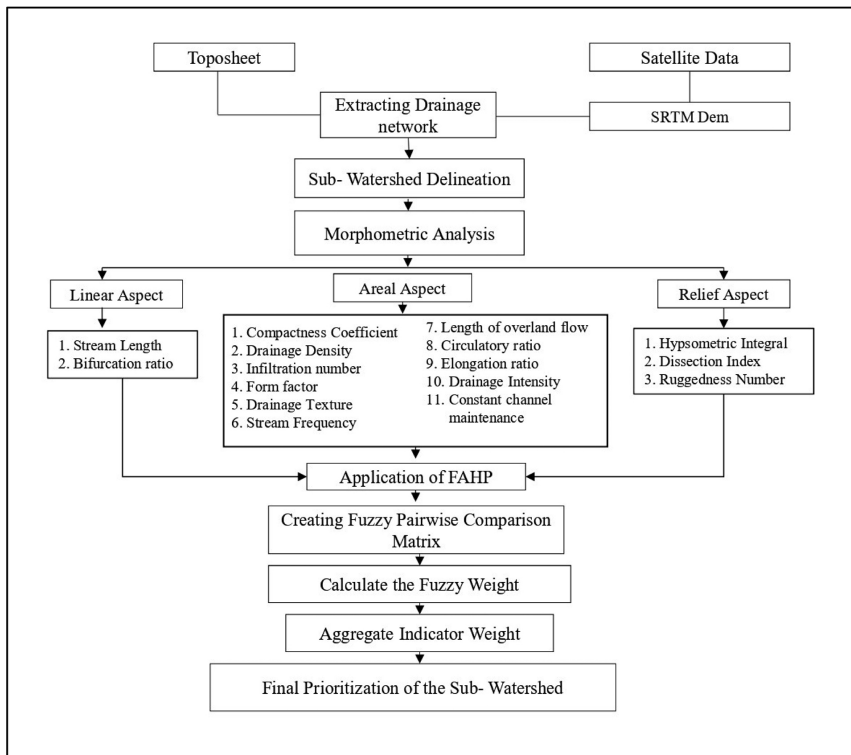 Toposheet
Satellite Data
Extracting Drainage
network
SRTM Dem
Sub- Watershed Delineation
Morphometric Analysis
Linear Aspect
Areal Aspect
Relief Aspect
1. Stream Length
2. Bifurcation ratio
1. Compactness Coefficient
2. Drainage Density
3. Infiltration number
4. Form factor
5. Drainage Texture
6. Stream Frequency
7. Length of overland flow
8. Circulatory ratio
9. Elongation ratio
10. Drainage Intensity
11. Constant channel
maintenance
1. Hypsometric Integral
2. Dissection Index
3. Ruggedness Number
Application of FAHP
Creating Fuzzy Pairwise Comparison
Matrix
Calculate the Fuzzy Weight
Aggregate Indicator Weight
Final Prioritization of the Sub- Watershed